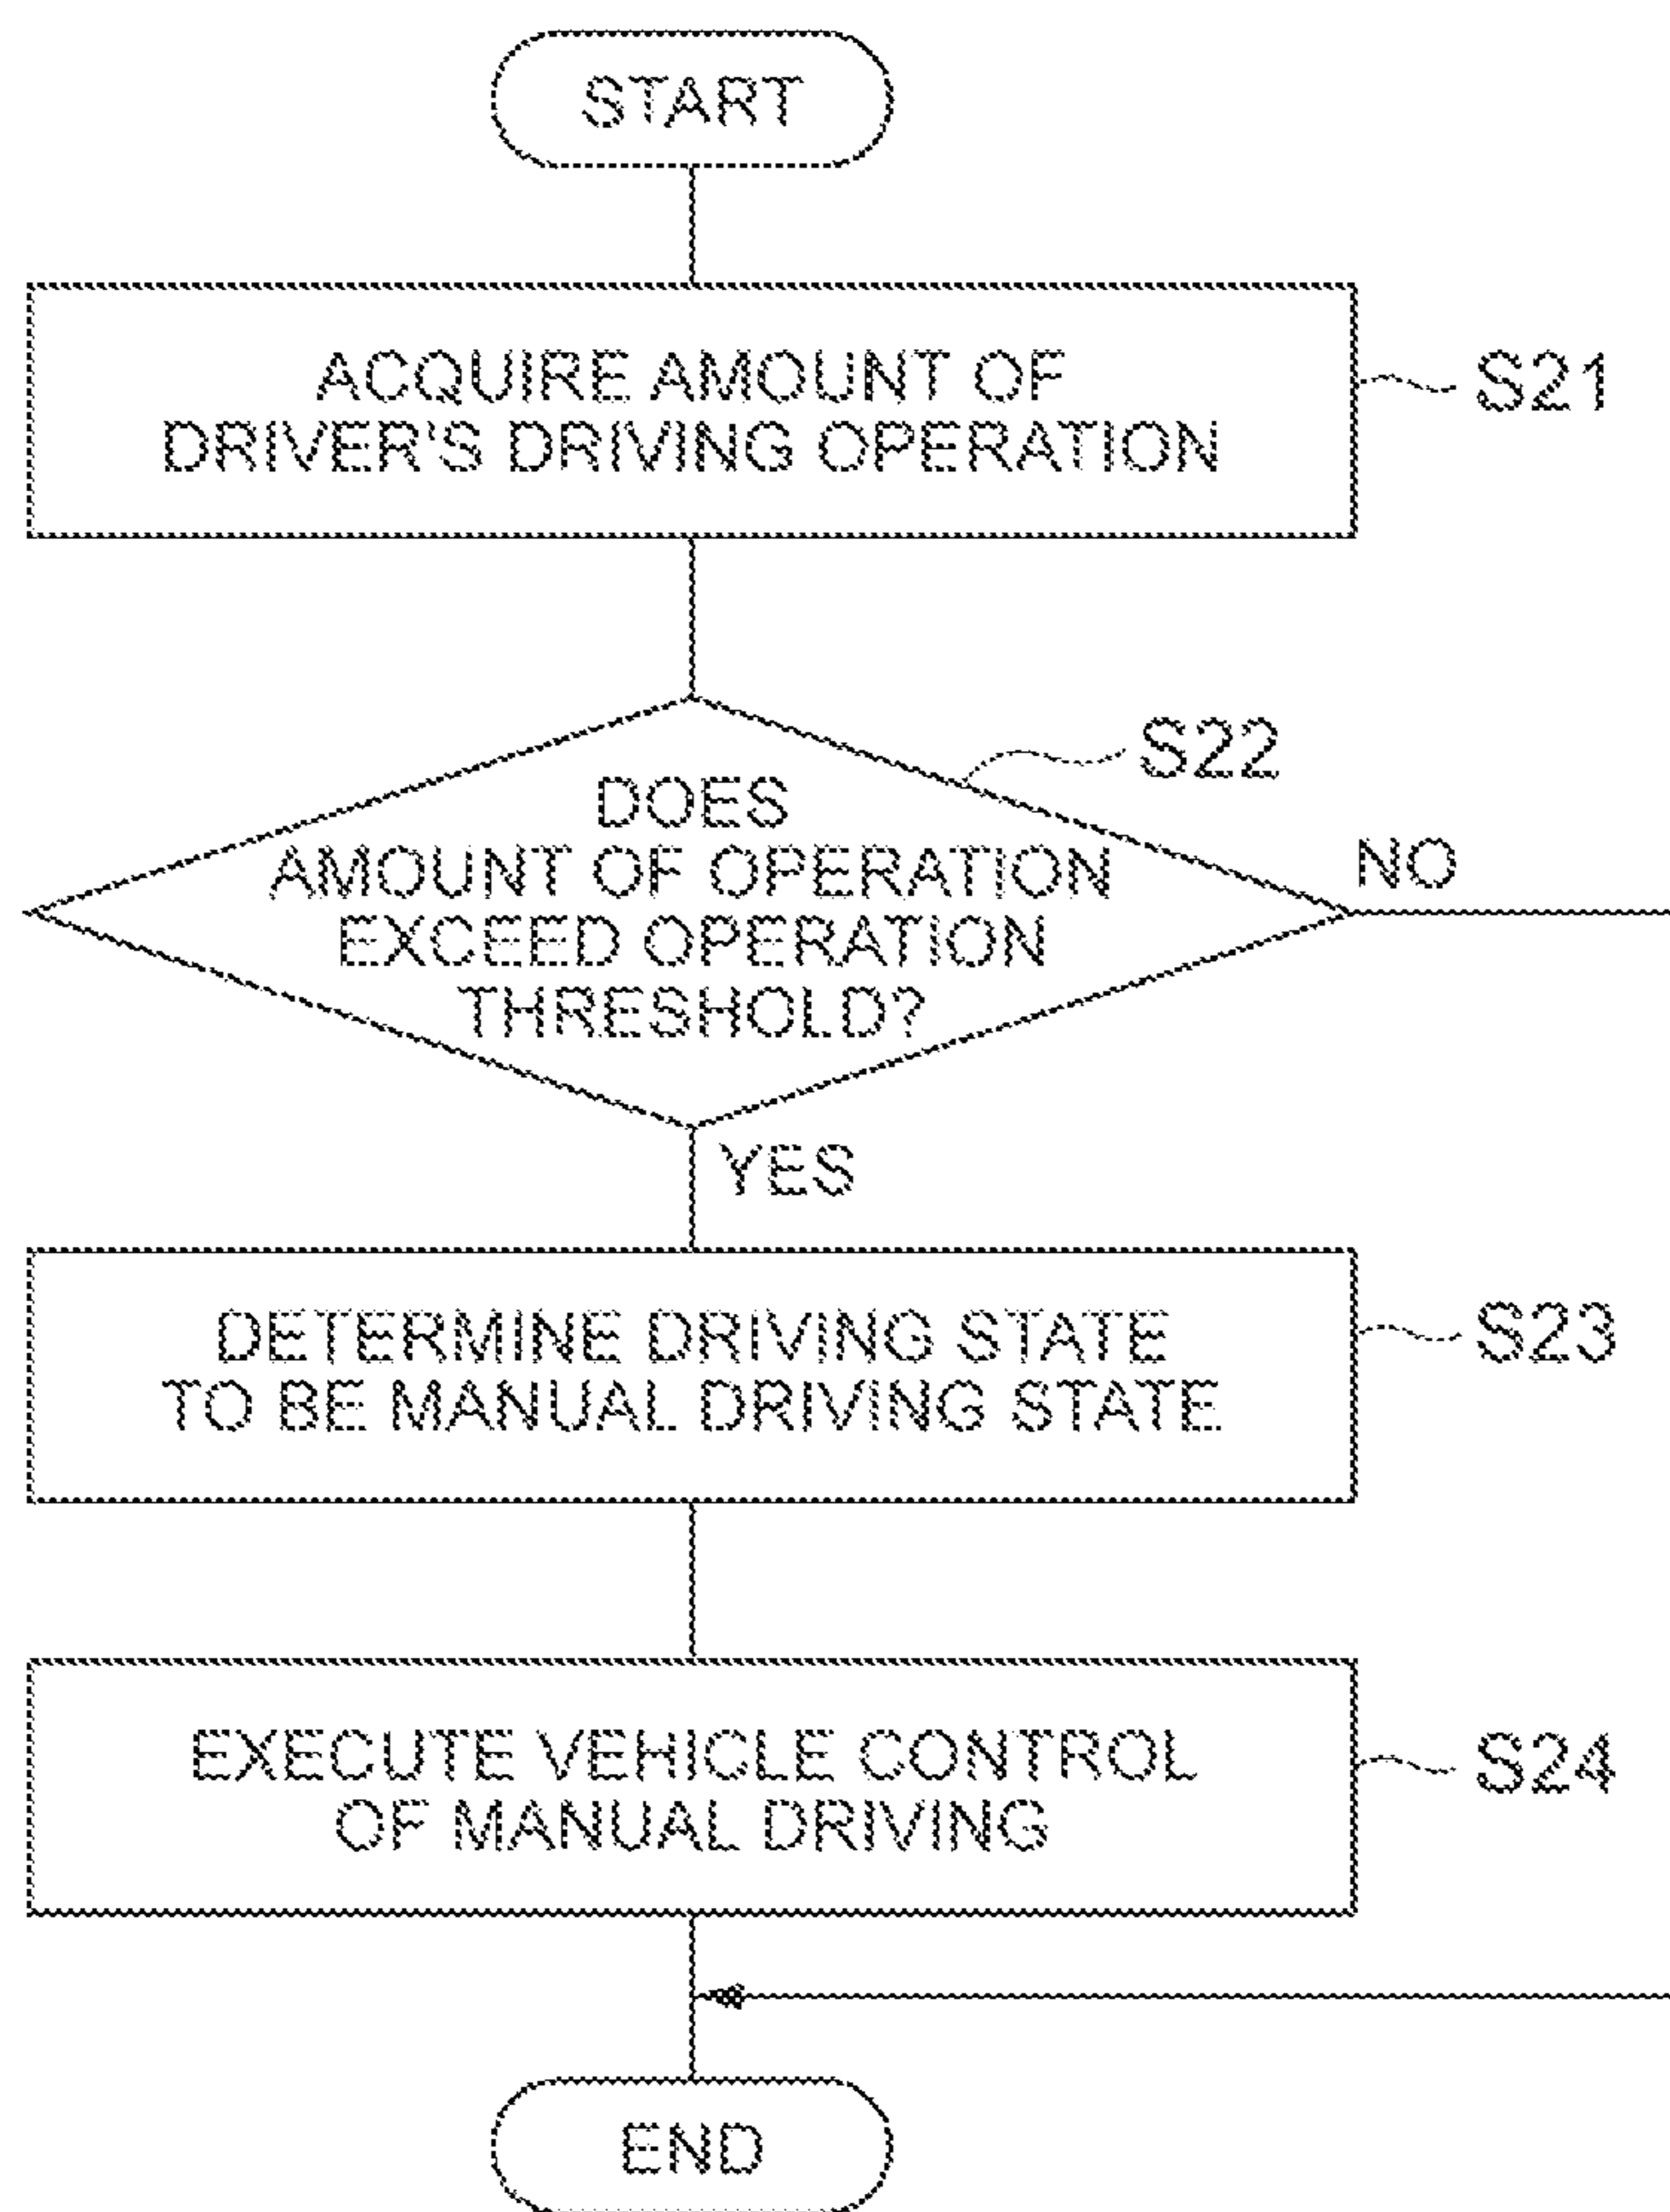 START
ACQUIRE AMOUNT OF
DRIVER'S DRIVING OPERATION
S21
S22
DOES
AMOUNT OF OPERATION
EXCEED OPERATION
THRESHOLD?
NO
YES
DETERMINE DRIVING STATE
TO BE MANUAL DRIVING STATE
S23
EXECUTE VEHICLE CONTROL
OF MANUAL DRIVING
S24
END